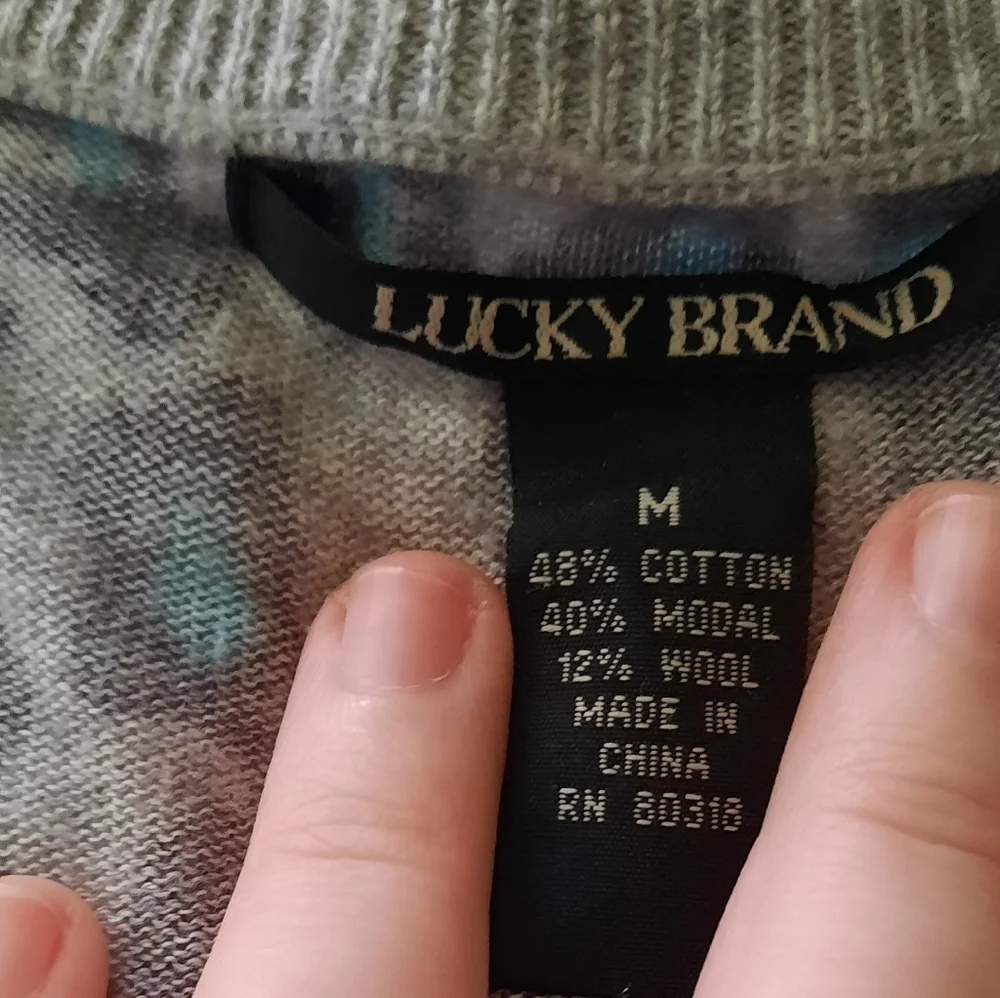 LUCKY BRAND
M
48% COTTON
40% MODAL
12% WOOL
MADE IN
CHINA
RN 80318